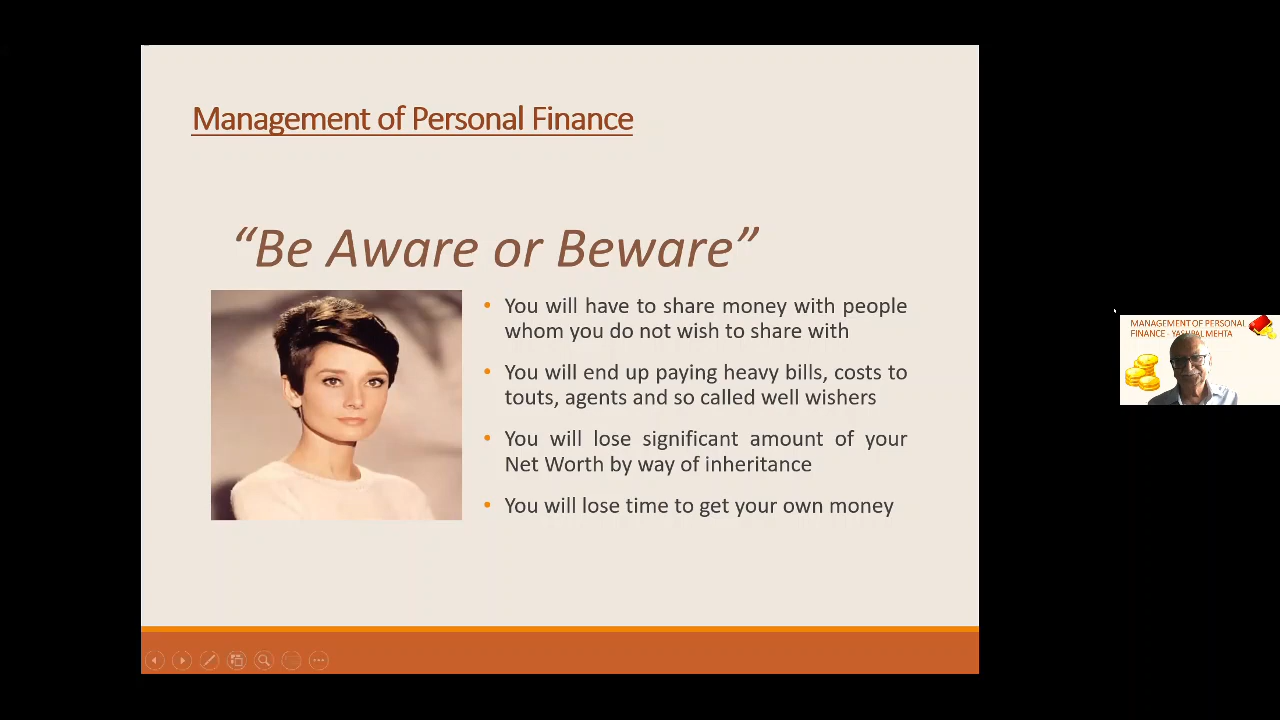 Management of Personal Finance
“Be Aware or Beware”
• You will have to share money with people
whom you do not wish to share with
• You will end up paying heavy bills, costs to
touts, agents and so called well wishers
• You will lose significant amount of your
Net Worth by way of inheritance
• You will lose time to get your own money
MANAGEMENT OF PERSONAL
FINANCE - YASHPAL MEHTA